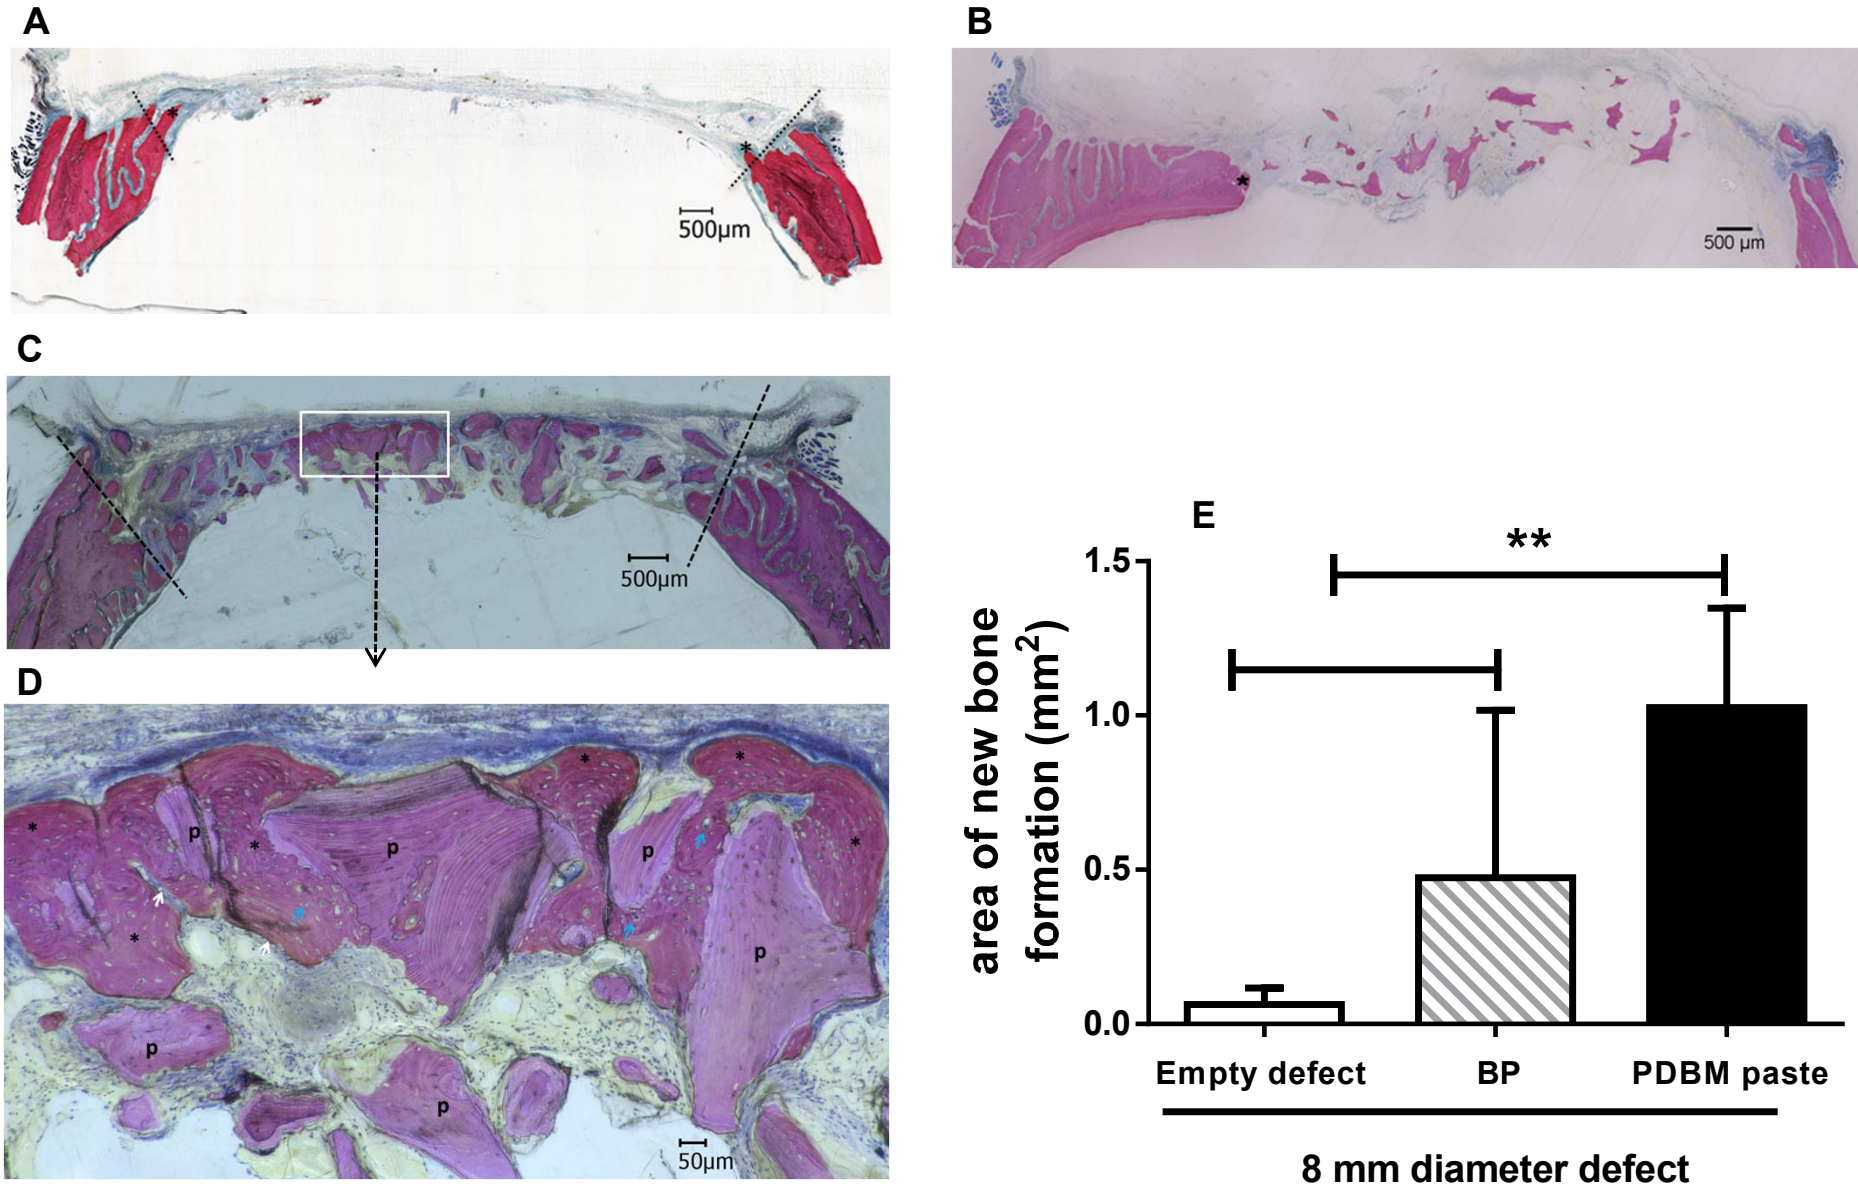 A
*
*
500µm
B
*
500 µm
C
500µm
D
* p * p * p * *
* p
p
p
50µm
E
**
area of new bone
formation (mm²)
1.5
1.0
0.5
0.0
Empty defect BP PDBM paste
8 mm diameter defect